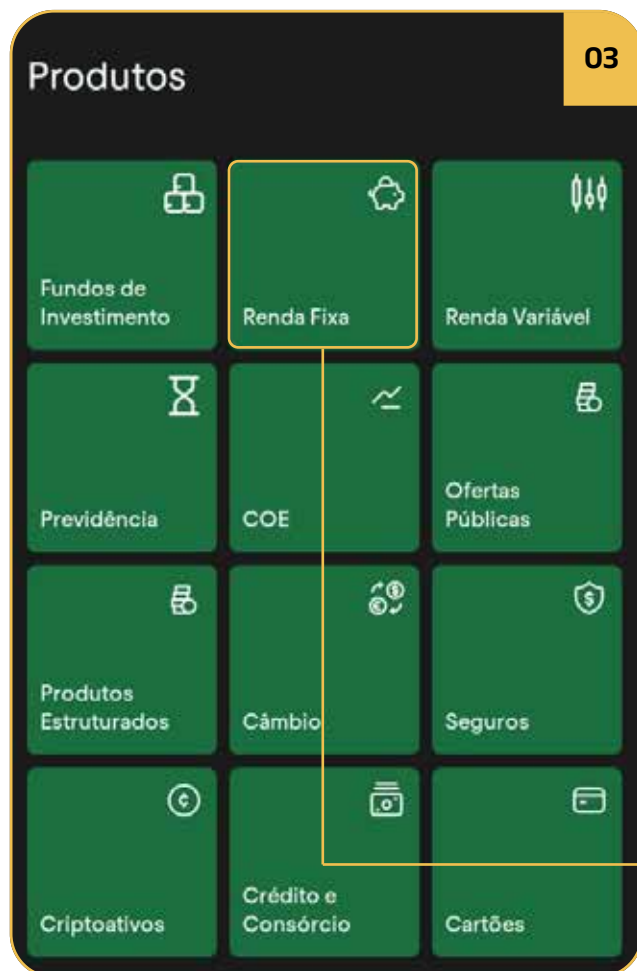 03
Produtos
Fundos de
Investimento
Renda Fixa
Renda Variável
Previdência
COE
Ofertas
Públicas
Produtos
Estruturados
Câmbio
Seguros
Criptoativos
Crédito e
Consórcio
Cartões